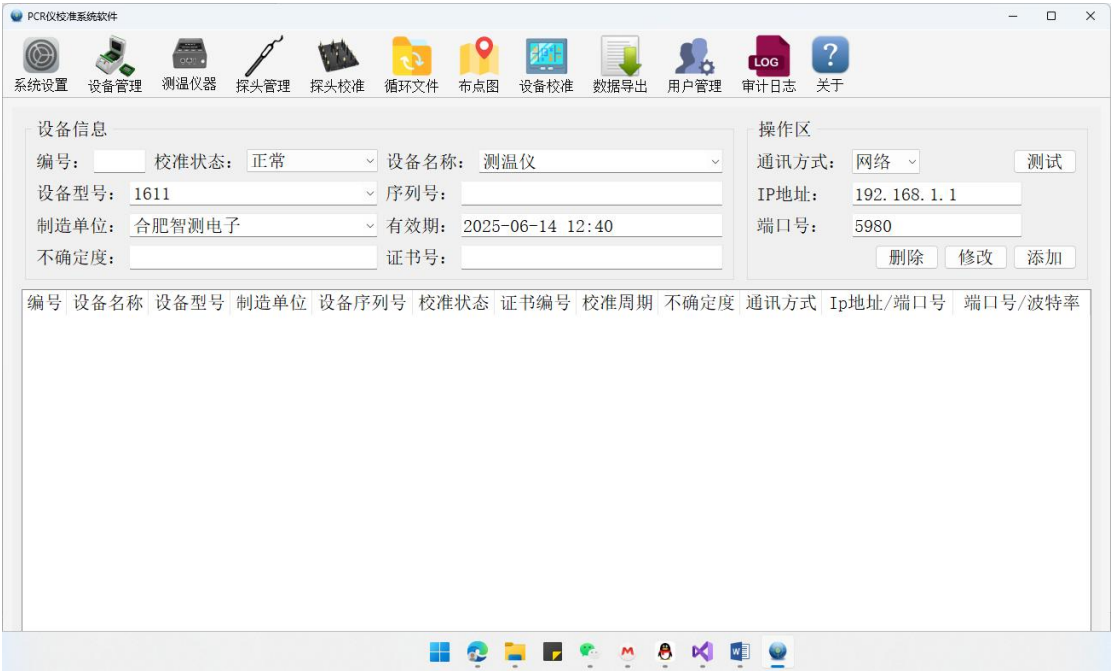 PCR仪校准系统软件
系统设置 设备管理 测温仪器 探头管理 探头校准 循环文件 布点图 设备校准 数据导出 用户管理 LOG 审计日志 ? 关于
设备信息 操作区
编号： 校准状态： 正常 设备名称： 测温仪 通讯方式： 网络 测试
设备型号： 1611 序列号： IP地址： 192.168.1.1
制造单位： 合肥智测电子 有效期： 2025-06-14 12:40 端口号： 5980
不确定度： 证书号： 删除 修改 添加
编号 设备名称 设备型号 制造单位 设备序列号 校准状态 证书编号 校准周期 不确定度 通讯方式 Ip地址/端口号 端口号/波特率